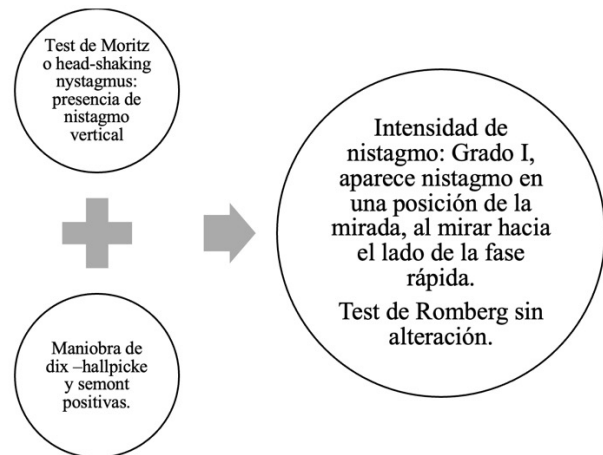 Test de Moritz
o head-shaking
nystagmus:
presencia de
nistagmo
vertical
Maniobra de
dix –hallpicke
y semont
positivas.
Intensidad de
nistagmo: Grado I,
aparece nistagmo en
una posición de la
mirada, al mirar hacia
el lado de la fase
rápida.
Test de Romberg sin
alteración.